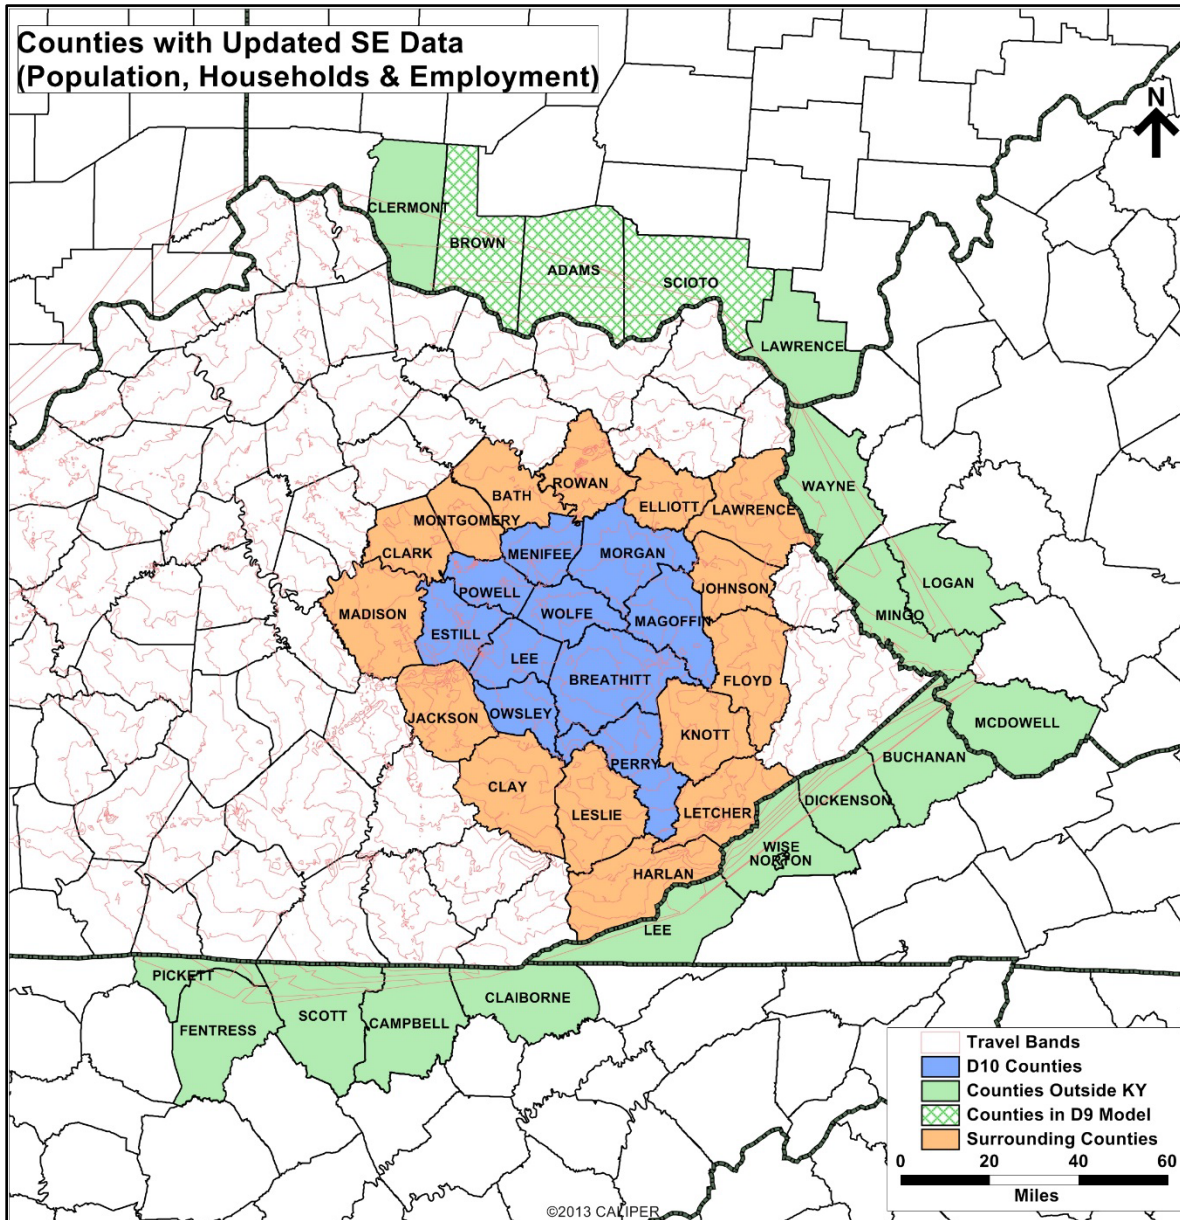 Counties with Updated SE Data
(Population, Households & Employment)
N
CLERMONT
BROWN
ADAMS
SCIOTO
LAWRENCE
WAYNE
LOGAN
MINGO
MCDOWELL
BUCHANAN
DICKENSON
WISE
NORTON
LEE
ROWAN
BATH
ELLIOTT
LAWRENCE
MONTGOMERY
CLARK
MENIFEE
MORGAN
JOHNSON
POWELL
WOLFE
MAGOFFIN
MADISON
ESTILL
LEE
BREATHITT
FLOYD
OWSLEY
JACKSON
KNOTT
PERRY
CLAY
LESLIE
LETCHER
HARLAN
PICKETT
FENTRESS
SCOTT
CAMPBELL
CLAIBORNE
Travel Bands
D10 Counties
Counties Outside KY
Counties in D9 Model
Surrounding Counties
0 20 40 60
Miles
©2013 CALIPER